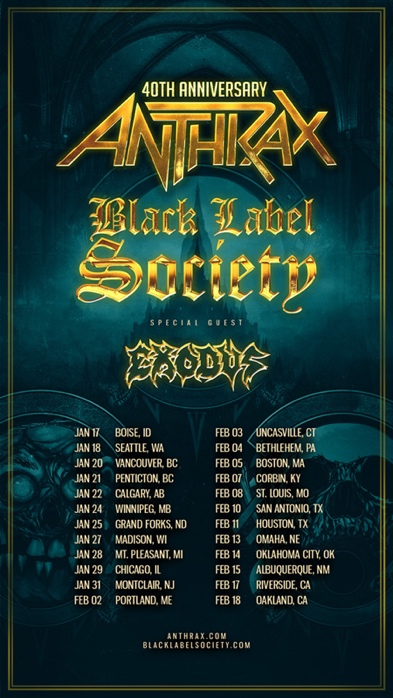 40TH ANNIVERSARY
ANTHRAX
Black Label
Society
SPECIAL GUEST
EXODUS
JAN 17 BOISE, ID
JAN 18 SEATTLE, WA
JAN 20 VANCOUVER, BC
JAN 21 PENTICTON, BC
JAN 22 CALGARY, AB
JAN 24 WINNIPEG, MB
JAN 25 GRAND FORKS, ND
JAN 27 MADISON, WI
JAN 28 MT. PLEASANT, MI
JAN 29 CHICAGO, IL
JAN 31 MONTCLAIR, NJ
FEB 02 PORTLAND, ME
FEB 03 UNCASVILLE, CT
FEB 04 BETHLEHEM, PA
FEB 05 BOSTON, MA
FEB 07 CORBIN, KY
FEB 08 ST. LOUIS, MO
FEB 10 SAN ANTONIO, TX
FEB 11 HOUSTON, TX
FEB 13 OMAHA, NE
FEB 14 OKLAHOMA CITY, OK
FEB 15 ALBUQUERQUE, NM
FEB 17 RIVERSIDE, CA
FEB 18 OAKLAND, CA
ANTHRAX.COM
BLACKLABELSOCIETY.COM